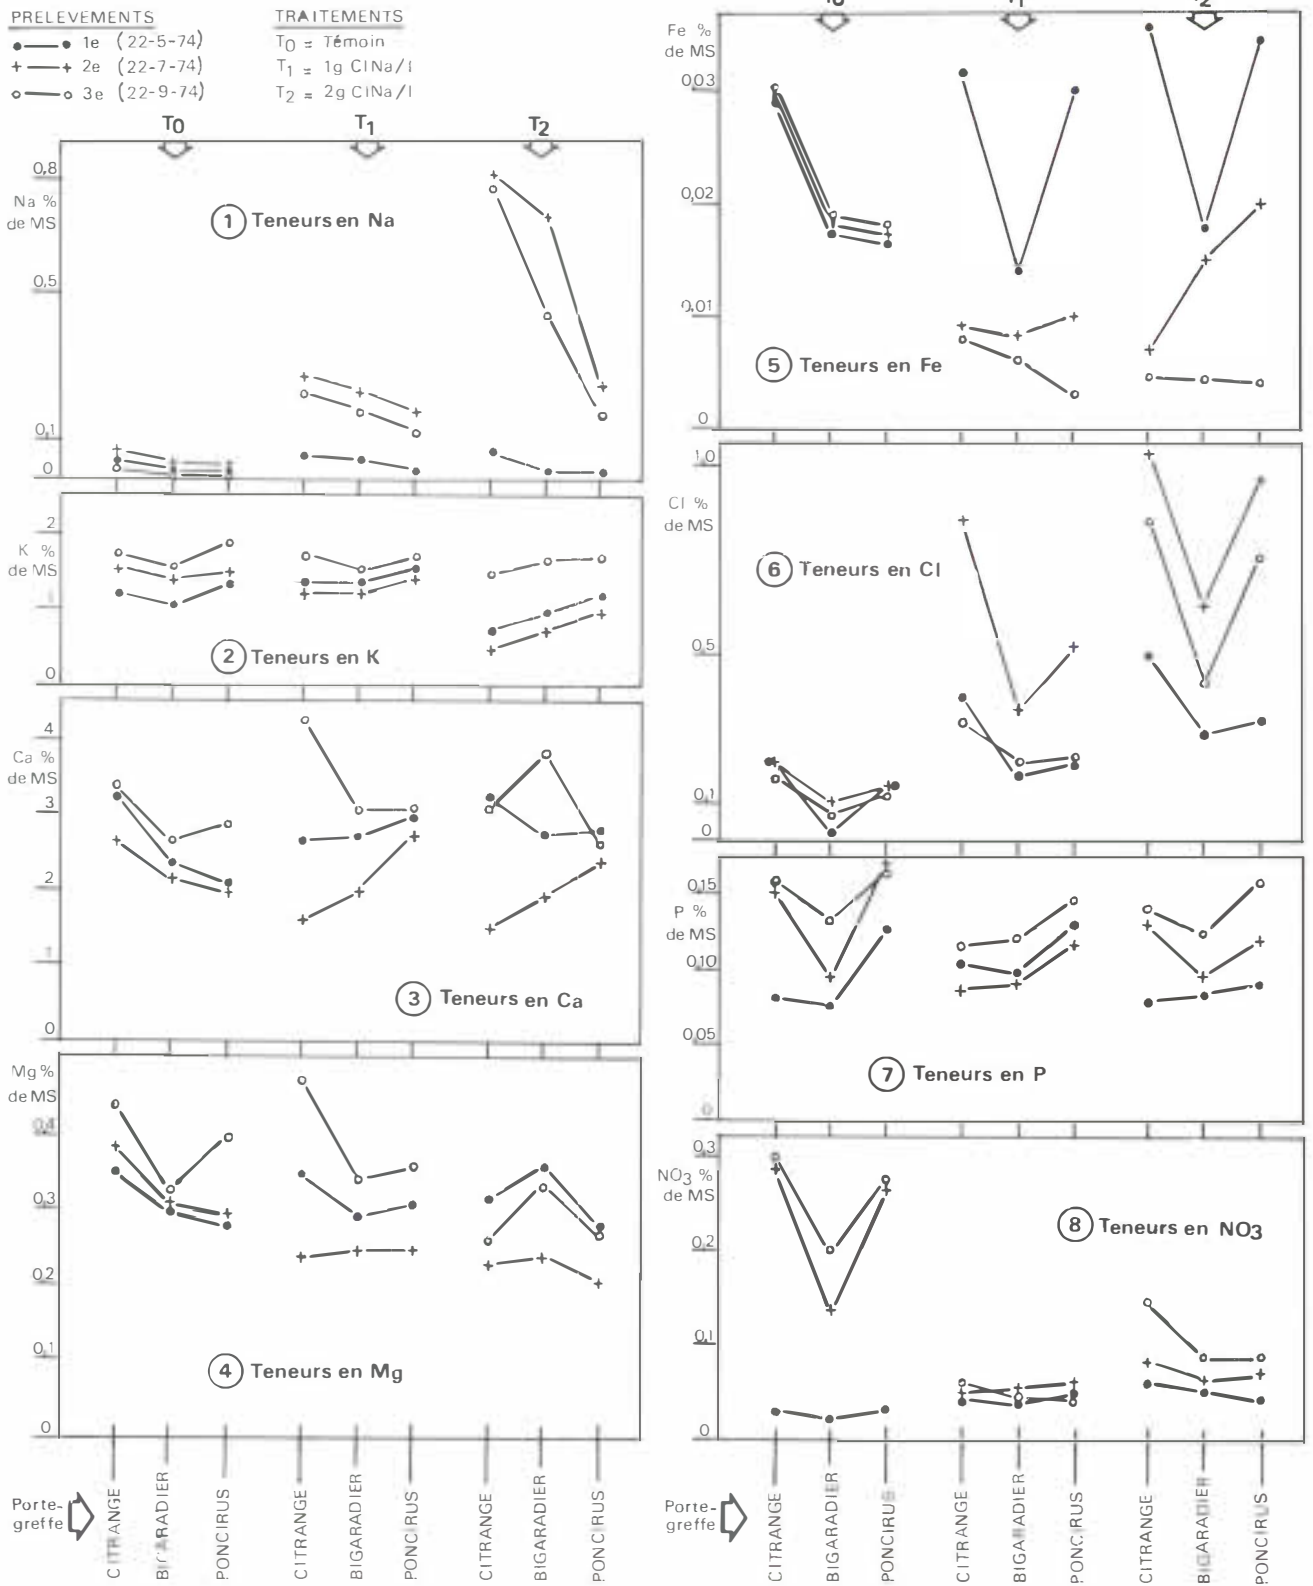 PRELEVEMENTS
1e (22-5-74)
2e (22-7-74)
3e (22-9-74)
TRAITEMENTS
T0 = Témoin
T1 = 1g ClNa/l
T2 = 2g ClNa/l
T0 T1 T2
0,8
Na %
de MS
0,5
0,1
0
1 Teneurs en Na
2
K %
de MS
1
0
2 Teneurs en K
4
Ca %
de MS
3
2
1
0
3 Teneurs en Ca
Mg %
de MS
0,4
0,3
0,2
0,1
0
4 Teneurs en Mg
Porte-
greffe
CITRANGE
BIGARADIER
PONCIRUS
CITRANGE
BIGARADIER
PONCIRUS
CITRANGE
BIGARADIER
PONCIRUS
Fe %
de MS
0,03
0,02
0,01
0
5 Teneurs en Fe
1,0
Cl %
de MS
0,5
0,1
0
6 Teneurs en Cl
0,15
P %
de MS
0,10
0,05
0
7 Teneurs en P
0,3
NO3 %
de MS
0,2
0,1
0
8 Teneurs en NO3
Porte-
greffe
CITRANGE
BIGARADIER
PONCIRUS
CITRANGE
BIGARADIER
PONCIRUS
CITRANGE
BIGARADIER
PONCIRUS